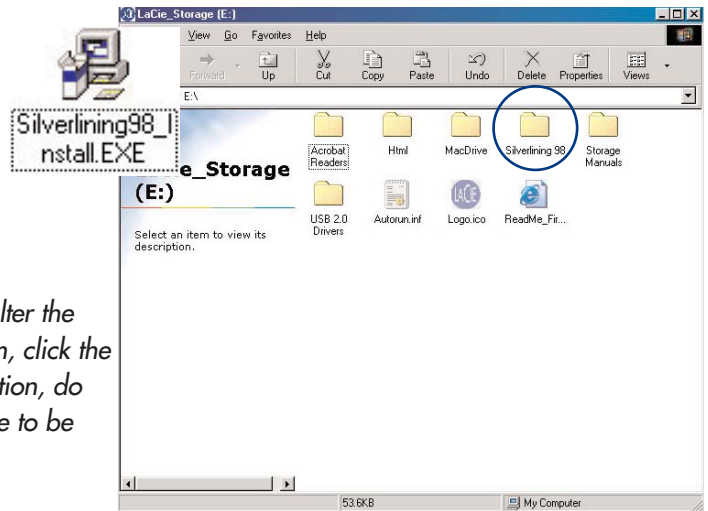 LaCie_Storage (E:)
View Go Favorites Help
Forward Up Cut Copy Paste Undo Delete Properties Views
E:\
Silverlining98_I
nstall.EXE
e_Storage
(E:)
Select an item to view its
description.
Acrobat
Readers
Html
MacDrive
Silverlining 98
Storage
Manuals
USB 2.0
Drivers
Autorun.inf
LACIE
Logo.ico
ReadMe_Fir...
lter the
n, click the
tion, do
e to be
53.6KB My Computer